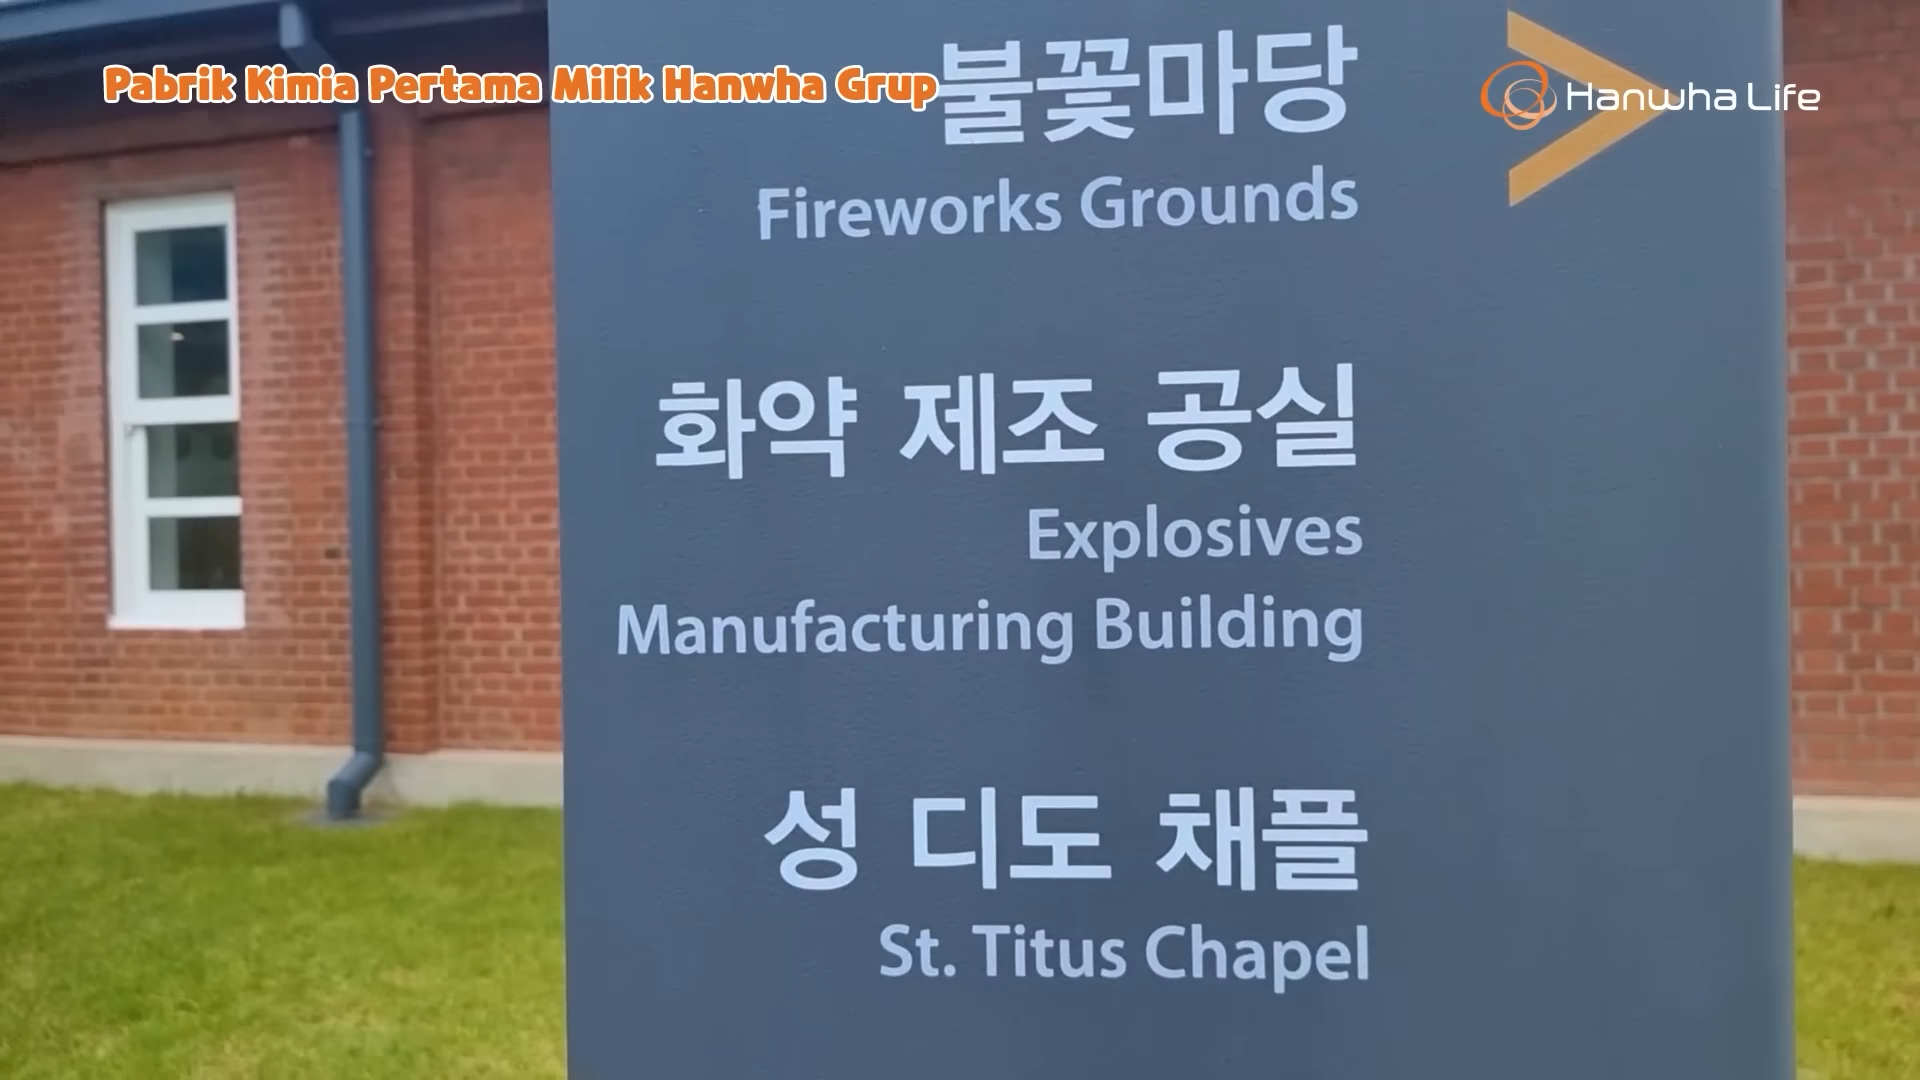 Pabrik Kimia Pertama Milik Hanwha Grup
Hanwha Life
불꽃마당
Fireworks Grounds
화약 제조 공실
Explosives
Manufacturing Building
성 디도 채플
St. Titus Chapel